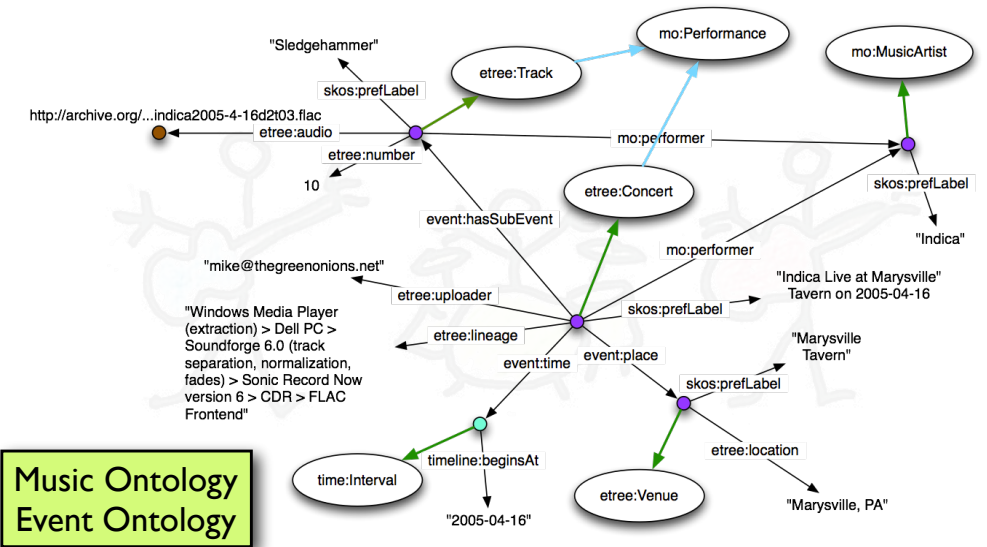 mo:Performance
"Sledgehammer"
mo:MusicArtist
etree:Track
skos:prefLabel
http://archive.org/...indica2005-4-16d2t03.flac
etree:audio
mo:performer
etree:number
10
skos:prefLabel
etree:Concert
event:hasSubEvent
"Indica"
mo:performer
"mike@thegreenonions.net"
"Indica Live at Marysville"
Tavern on 2005-04-16
etree:uploader
skos:prefLabel
"Windows Media Player
(extraction) > Dell PC >
Soundforge 6.0 (track
separation, normalization,
fades) > Sonic Record Now
version 6 > CDR > FLAC
Frontend"
etree:lineage
"Marysville
Tavern"
event:time
event:place
skos:prefLabel
etree:location
timeline:beginsAt
time:Interval
etree:Venue
"Marysville, PA"
"2005-04-16"
Music Ontology
Event Ontology